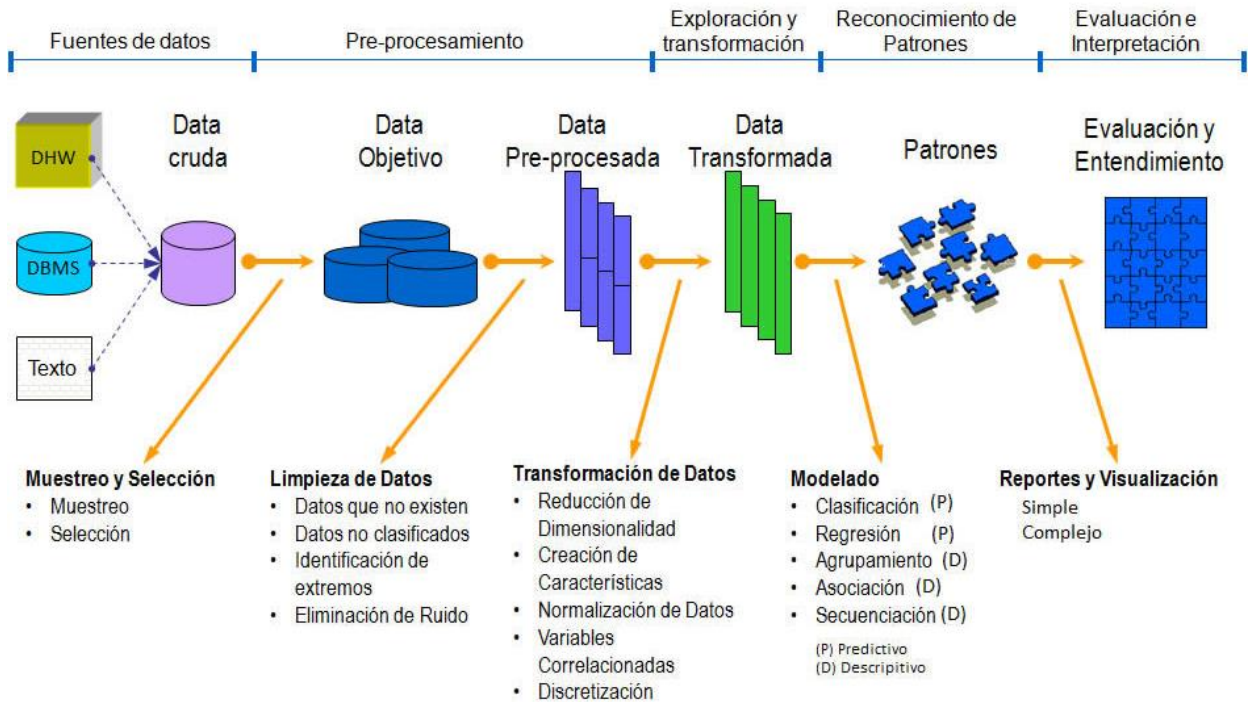 Fuentes de datos
Pre-procesamiento
Exploración y
transformación
Reconocimiento de
Patrones
Evaluación e
Interpretación
DHW
DBMS
Texto
Data
cruda
Data
Objetivo
Data
Pre-procesada
Data
Transformada
Patrones
Evaluación y
Entendimiento
Muestreo y Selección
• Muestreo
• Selección
Limpieza de Datos
• Datos que no existen
• Datos no clasificados
• Identificación de
extremos
• Eliminación de Ruido
Transformación de Datos
• Reducción de
Dimensionalidad
• Creación de
Características
• Normalización de Datos
• Variables
Correlacionadas
• Discretización
Modelado
• Clasificación (P)
• Regresión (P)
• Agrupamiento (D)
• Asociación (D)
• Secuenciación (D)
(P) Predictivo
(D) Descripitivo
Reportes y Visualización
Simple
Complejo